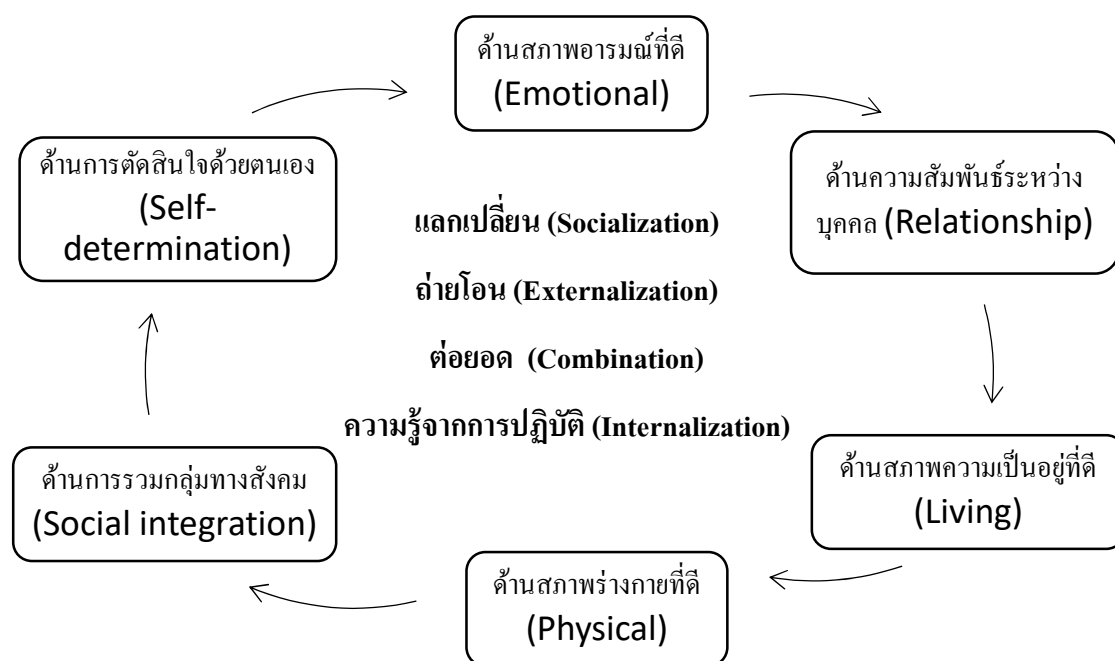 ด้านสภาพอารมณ์ที่ดี
(Emotional)
ด้านการตัดสินใจด้วยตนเอง
(Self-
determination)
ด้านความสัมพันธ์ระหว่าง
บุคคล (Relationship)
แลกเปลี่ยน (Socialization)
ถ่ายโอน (Externalization)
ต่อยอด (Combination)
ความรู้จากการปฏิบัติ (Internalization)
ด้านการรวมกลุ่มทางสังคม
(Social integration)
ด้านสภาพความเป็นอยู่ที่ดี
(Living)
ด้านสภาพร่างกายที่ดี
(Physical)